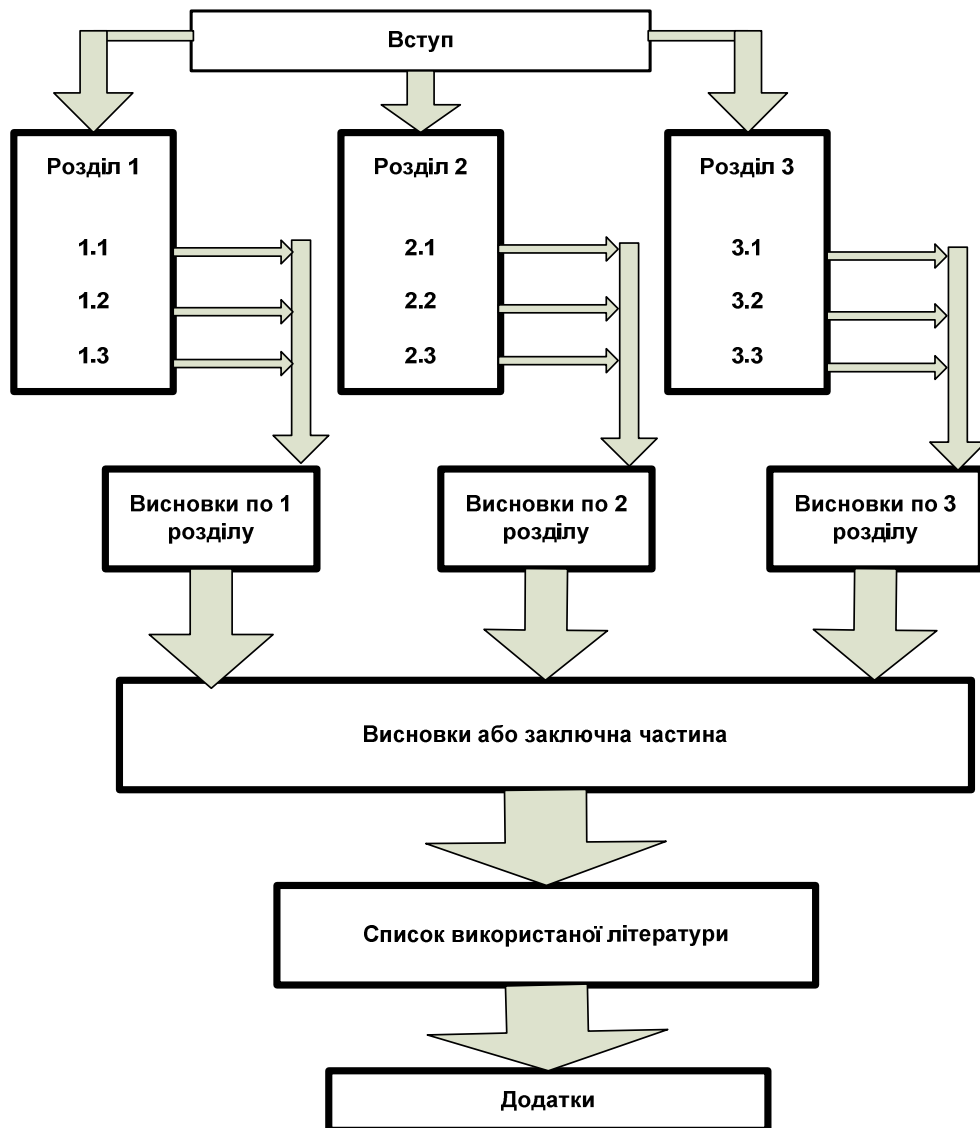 Вступ
Розділ 1
1.1
1.2
1.3
Розділ 2
2.1
2.2
2.3
Розділ 3
3.1
3.2
3.3
Висновки по 1
розділу
Висновки по 2
розділу
Висновки по 3
розділу
Висновки або заключна частина
Список використаної літератури
Додатки